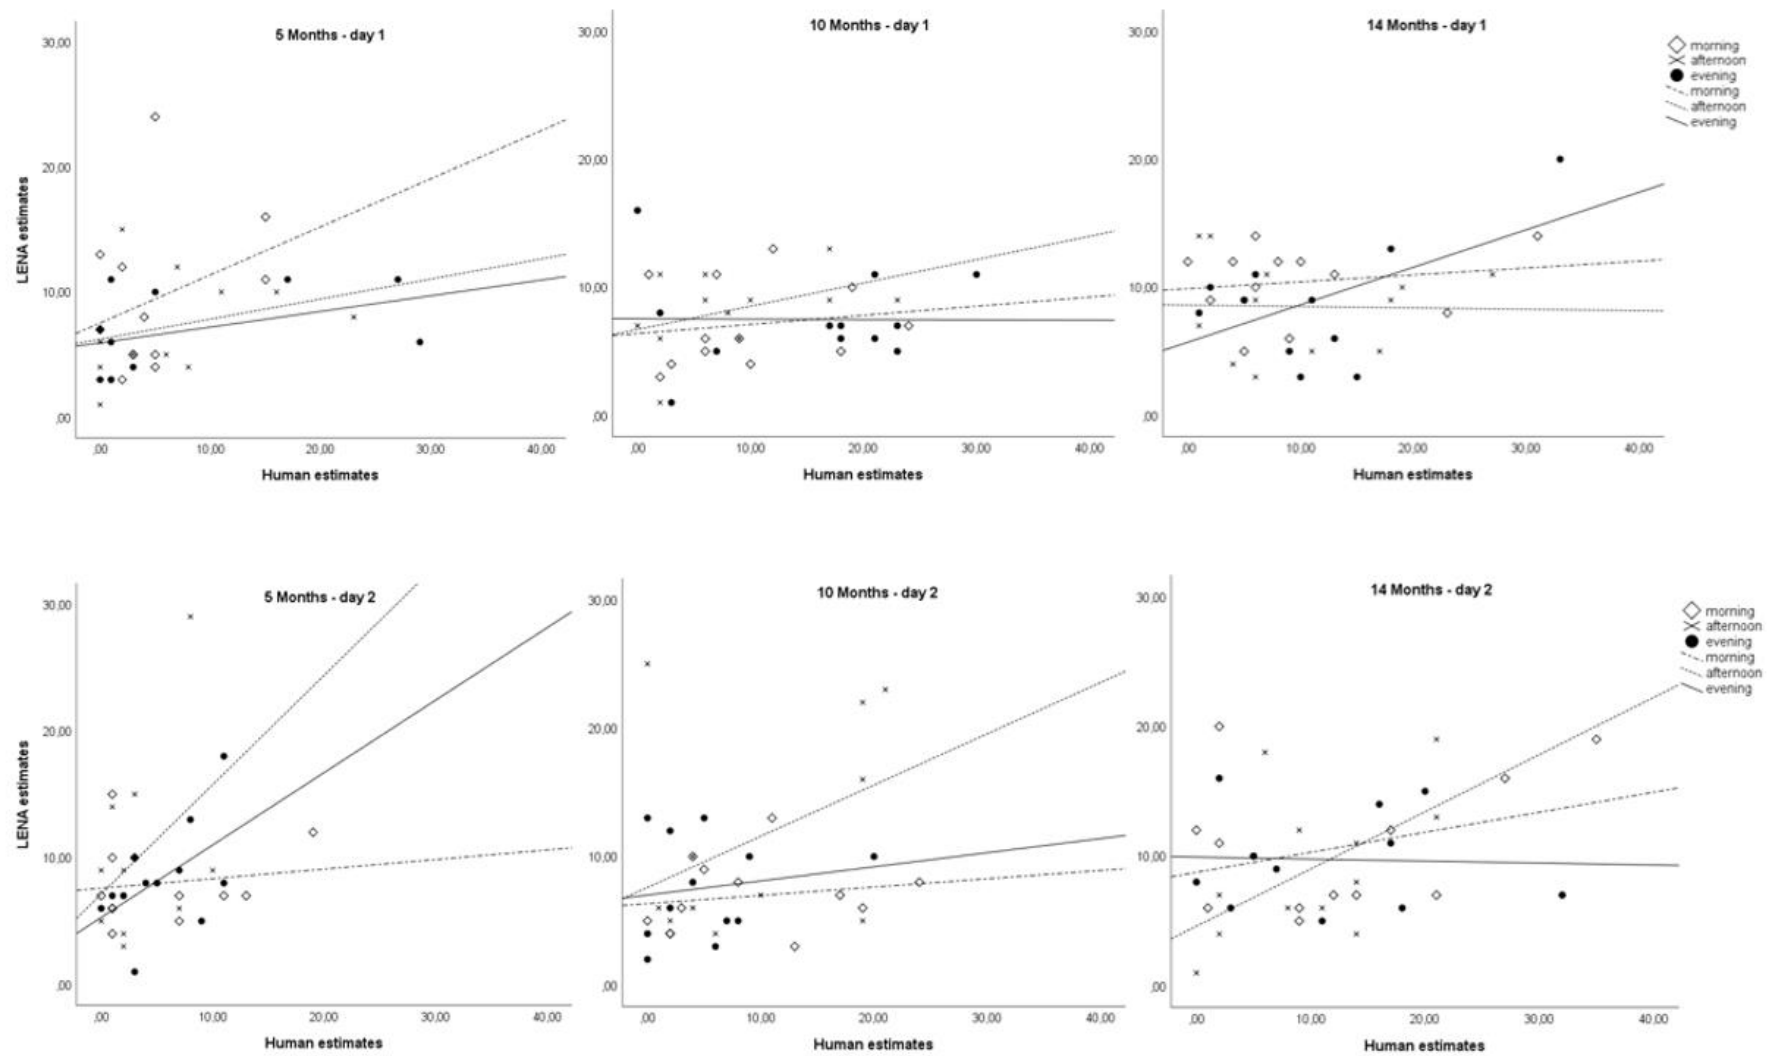 5 Months - day 1
10 Months - day 1
14 Months - day 1
morning
afternoon
evening
morning
afternoon
evening
LENA estimates
30,00
20,00
10,00
,00
30,00
20,00
10,00
,00
30,00
20,00
10,00
,00
,00 10,00 20,00 30,00 40,00
,00 10,00 20,00 30,00 40,00
,00 10,00 20,00 30,00 40,00
Human estimates
Human estimates
Human estimates
5 Months - day 2
10 Months - day 2
14 Months - day 2
morning
afternoon
evening
morning
afternoon
evening
LENA estimates
30,00
20,00
10,00
,00
30,00
20,00
10,00
,00
30,00
20,00
10,00
,00
,00 10,00 20,00 30,00 40,00
,00 10,00 20,00 30,00 40,00
,00 10,00 20,00 30,00 40,00
Human estimates
Human estimates
Human estimates